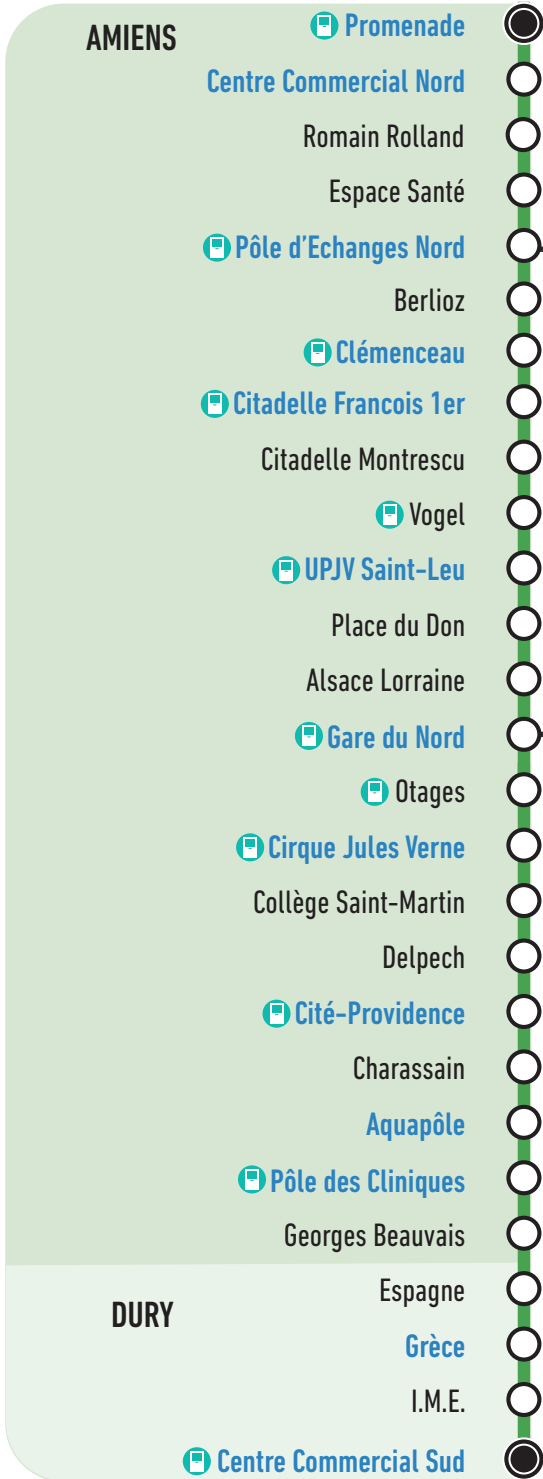 AMIENS
Promenade
Centre Commercial Nord
Romain Rolland
Espace Santé
Pôle d'Echanges Nord
Berlioz
Clémenceau
Citadelle Francois 1er
Citadelle Montrescu
Vogel
UPJV Saint-Leu
Place du Don
Alsace Lorraine
Gare du Nord
Otages
Cirque Jules Verne
Collège Saint-Martin
Delpech
Cité-Providence
Charassain
Aquapôle
Pôle des Cliniques
Georges Beauvais
DURY
Espagne
Grèce
I.M.E.
Centre Commercial Sud